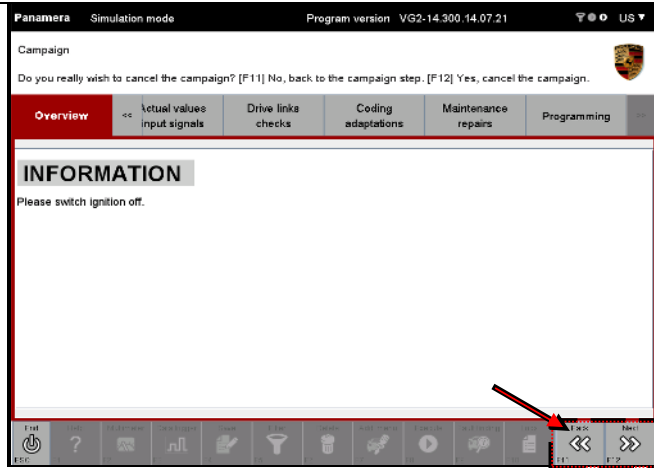 Panamera Simulation mode Program version VG2-14.300.14.07.21 US
Campaign
Do you really wish to cancel the campaign? [F11] No, back to the campaign step. [F12] Yes, cancel the campaign.
Overview << Actual values input signals Drive links checks Coding adaptations Maintenance repairs Programming >>
INFORMATION
Please switch ignition off.
Back Next
ESC F11 F12